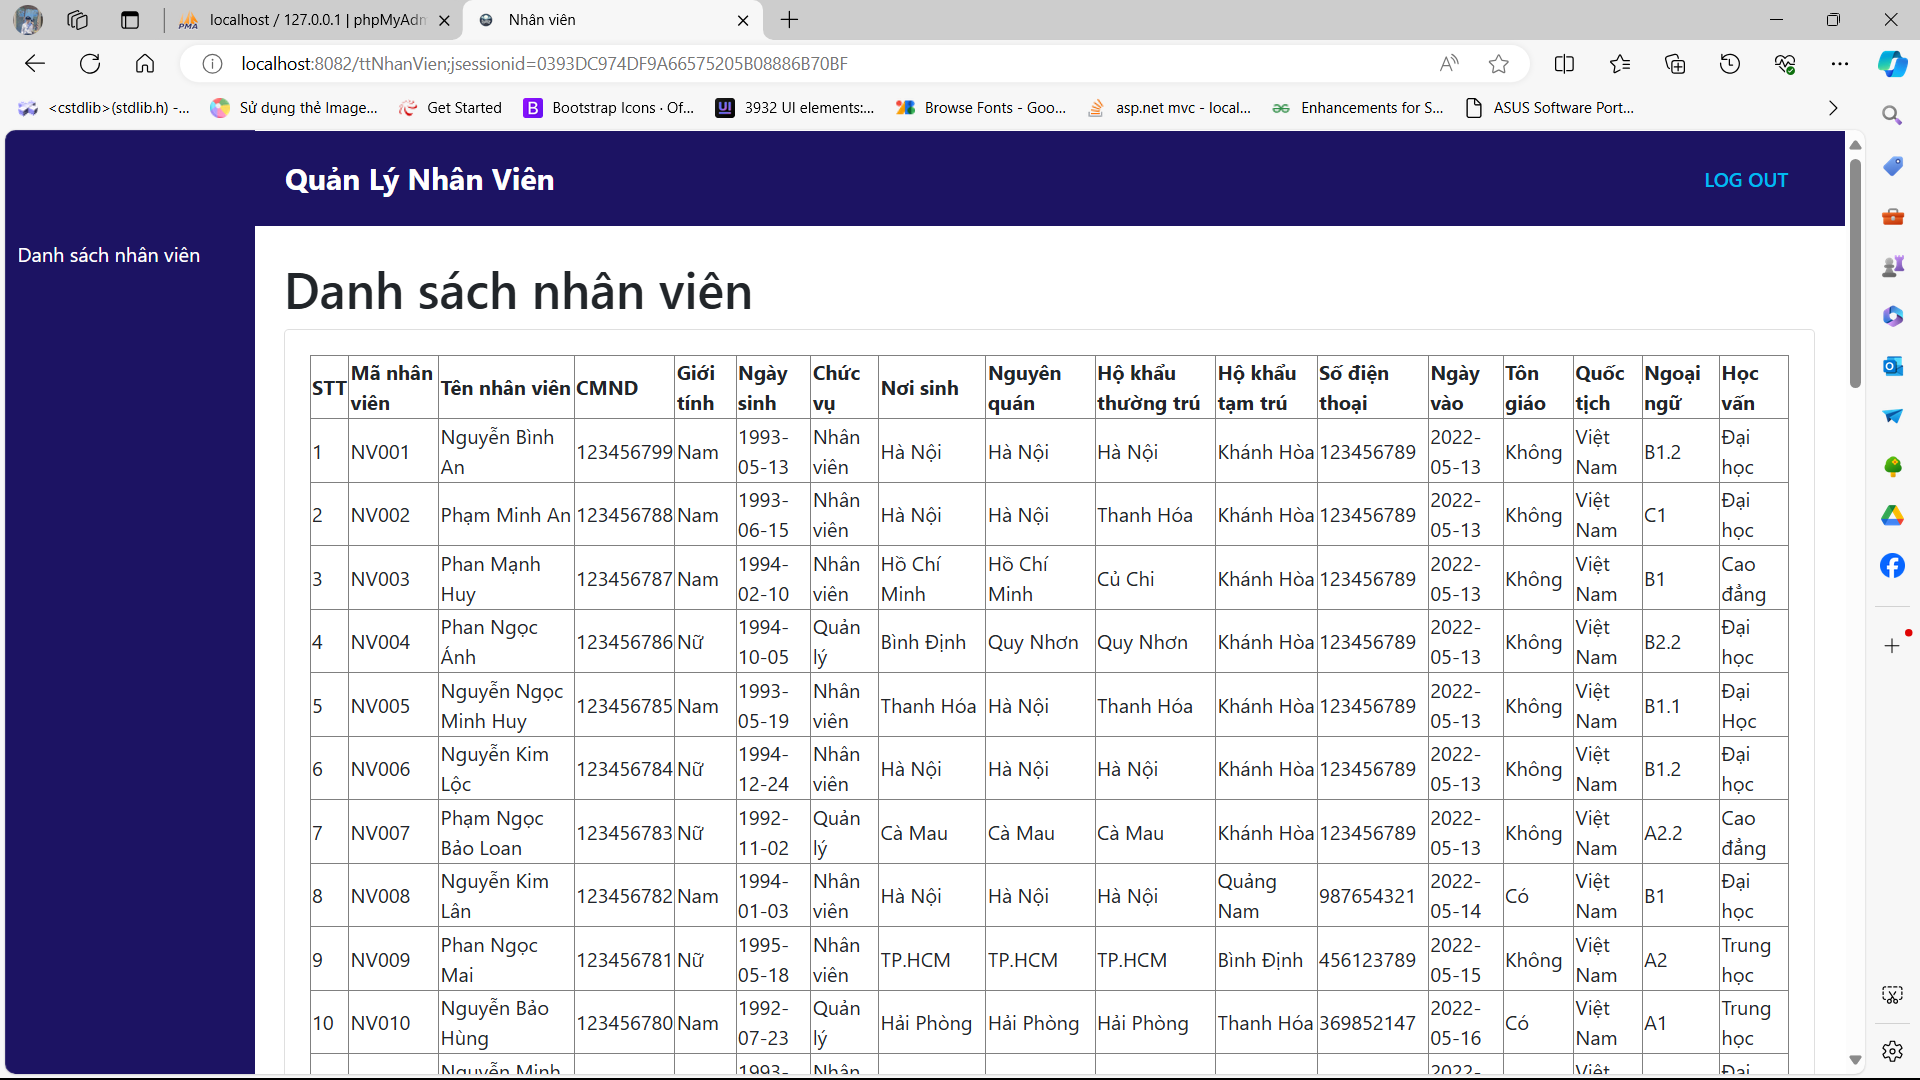 localhost / 127.0.0.1 | phpMyAdm
Nhân viên
localhost:8082/ttNhanVien;jsessionid=0393DC974DF9A66575205B08886B70BF
<cstdlib>(stdlib.h) -...
Sử dụng thẻ Image...
Get Started
Bootstrap Icons · Of...
3932 UI elements:...
Browse Fonts - Goo...
asp.net mvc - local...
Enhancements for S...
ASUS Software Port...
Quản Lý Nhân Viên
LOG OUT
Danh sách nhân viên
Danh sách nhân viên
STT Mã nhân viên Tên nhân viên CMND Giới tính Ngày sinh Chức vụ Nơi sinh Nguyên quán Hộ khẩu thường trú Hộ khẩu tạm trú Số điện thoại Ngày vào Tôn giáo Quốc tịch Ngoại ngữ Học vấn
1 NV001 Nguyễn Bình An 123456799 Nam 1993-05-13 Nhân viên Hà Nội Hà Nội Hà Nội Khánh Hòa 123456789 2022-05-13 Không Việt Nam B1.2 Đại học
2 NV002 Phạm Minh An 123456788 Nam 1993-06-15 Nhân viên Hà Nội Hà Nội Thanh Hóa Khánh Hòa 123456789 2022-05-13 Không Việt Nam C1 Đại học
3 NV003 Phan Mạnh Huy 123456787 Nam 1994-02-10 Nhân viên Hồ Chí Minh Hồ Chí Minh Củ Chi Khánh Hòa 123456789 2022-05-13 Không Việt Nam B1 Cao đẳng
4 NV004 Phan Ngọc Ánh 123456786 Nữ 1994-10-05 Quản lý Bình Định Quy Nhơn Quy Nhơn Khánh Hòa 123456789 2022-05-13 Không Việt Nam B2.2 Đại học
5 NV005 Nguyễn Ngọc Minh Huy 123456785 Nam 1993-05-19 Nhân viên Thanh Hóa Hà Nội Thanh Hóa Khánh Hòa 123456789 2022-05-13 Không Việt Nam B1.1 Đại Học
6 NV006 Nguyễn Kim Lộc 123456784 Nữ 1994-12-24 Nhân viên Hà Nội Hà Nội Hà Nội Khánh Hòa 123456789 2022-05-13 Không Việt Nam B1.2 Đại học
7 NV007 Phạm Ngọc Bảo Loan 123456783 Nữ 1992-11-02 Quản lý Cà Mau Cà Mau Cà Mau Khánh Hòa 123456789 2022-05-13 Không Việt Nam A2.2 Cao đẳng
8 NV008 Nguyễn Kim Lân 123456782 Nam 1994-01-03 Nhân viên Hà Nội Hà Nội Hà Nội Quảng Nam 987654321 2022-05-14 Có Việt Nam B1 Đại học
9 NV009 Phan Ngọc Mai 123456781 Nữ 1995-05-18 Nhân viên TP.HCM TP.HCM TP.HCM Bình Định 456123789 2022-05-15 Không Việt Nam A2 Trung học
10 NV010 Nguyễn Bảo Hùng 123456780 Nam 1992-07-23 Quản lý Hải Phòng Hải Phòng Hải Phòng Thanh Hóa 369852147 2022-05-16 Có Việt Nam A1 Trung học
Nguyễn Minh 1993- Nhân 2022- Việt Đại